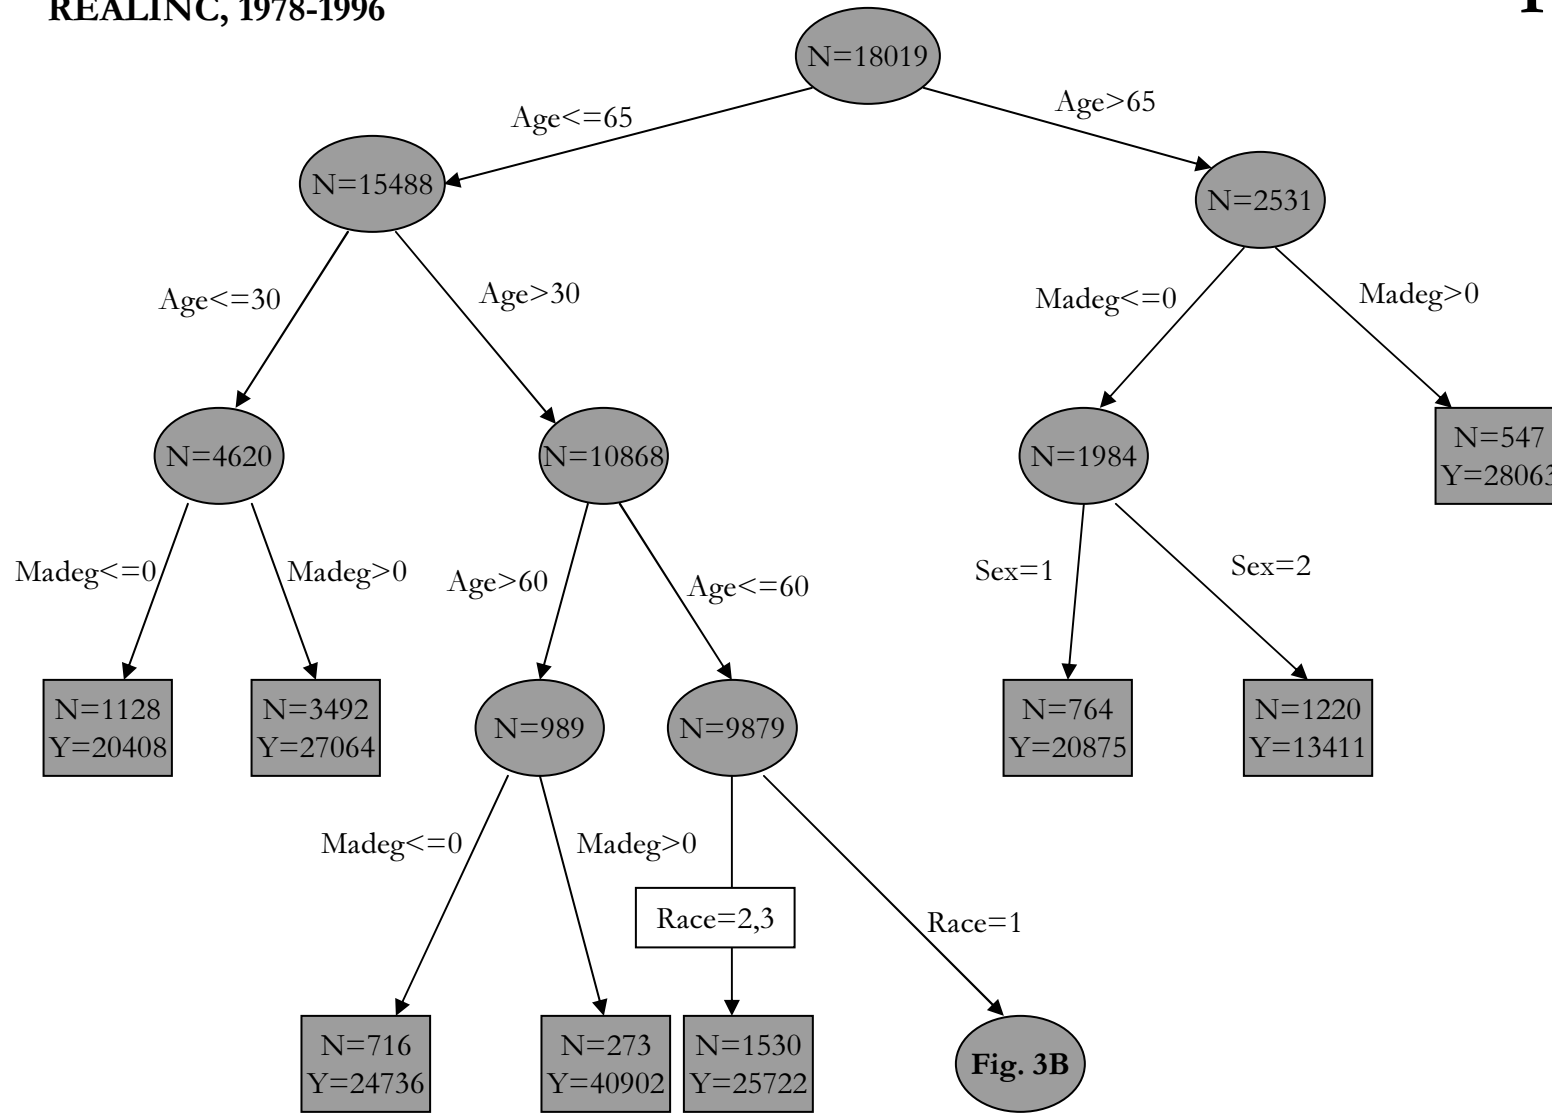 REALINC, 1978-1996
N=18019
Age<=65
Age>65
N=15488
N=2531
Age<=30
Age>30
Madeg<=0
Madeg>0
N=4620
N=10868
N=1984
N=547
Y=28063
Madeg<=0
Madeg>0
Age>60
Age<=60
Sex=1
Sex=2
N=1128
Y=20408
N=3492
Y=27064
N=989
N=9879
N=764
Y=20875
N=1220
Y=13411
Madeg<=0
Madeg>0
Race=2,3
Race=1
N=716
Y=24736
N=273
Y=40902
N=1530
Y=25722
Fig. 3B